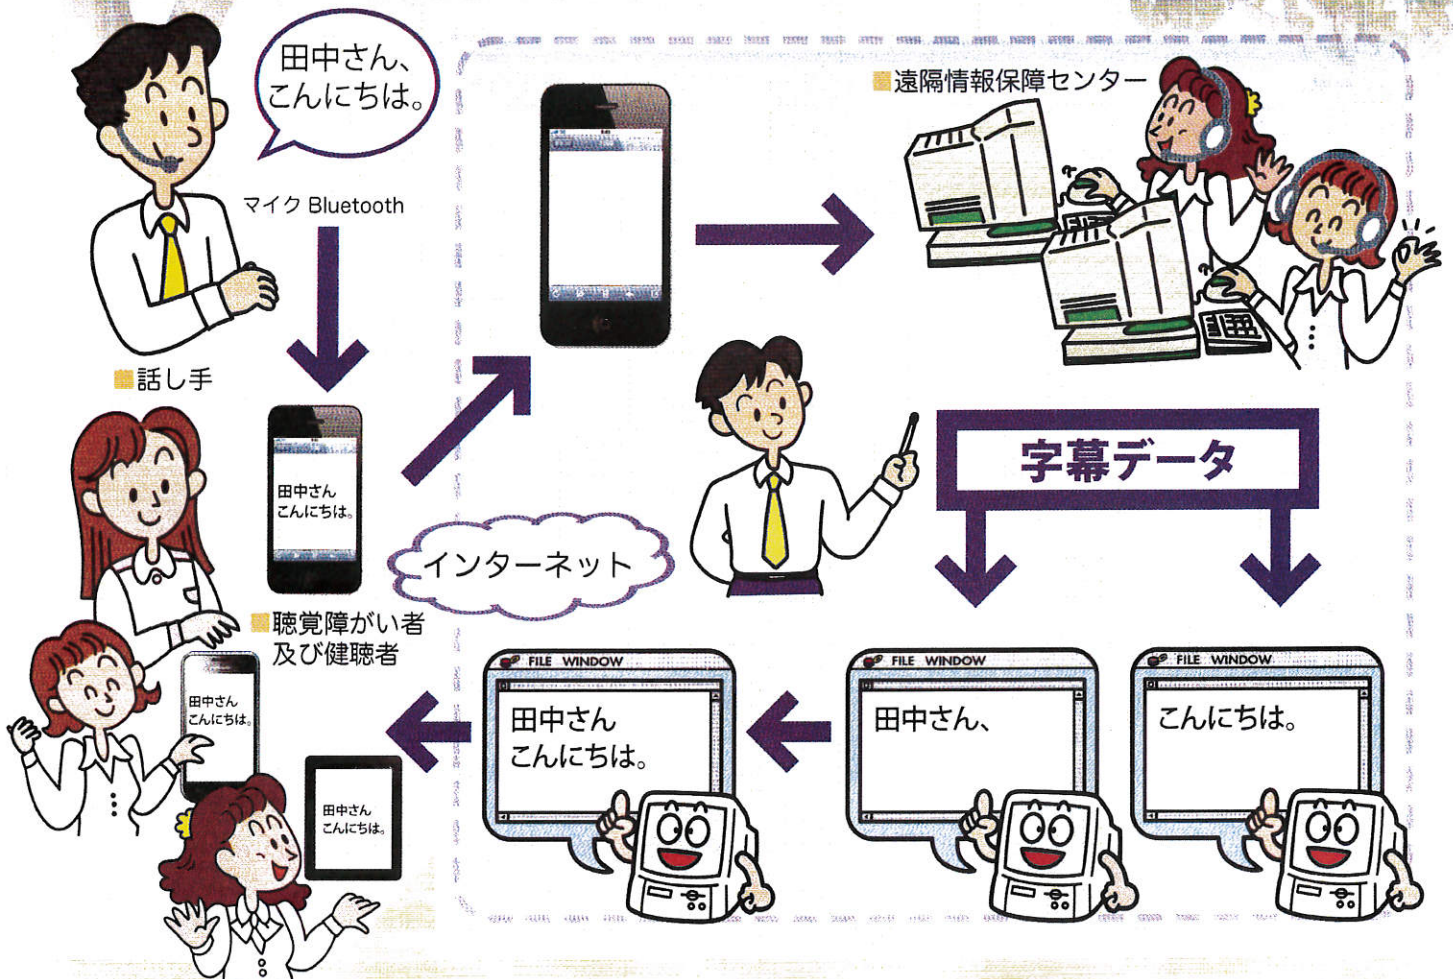 田中さん、
こんにちは。
マイク Bluetooth
話し手
遠隔情報保障センター
田中さん
こんにちは。
字幕データ
インターネット
聴覚障がい者
及び健聴者
FILE WINDOW
田中さん
こんにちは。
FILE WINDOW
田中さん、
FILE WINDOW
こんにちは。
田中さん
こんにちは。
田中さん
こんにちは。